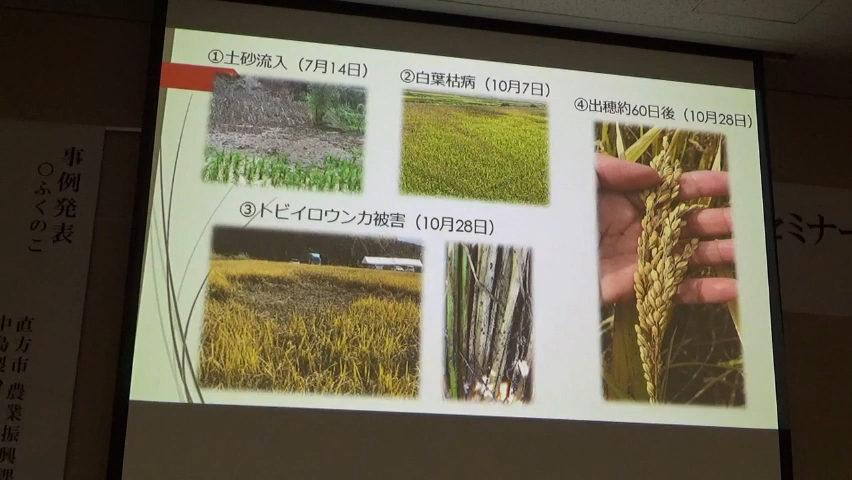 ①土砂流入（7月14日）
②白葉枯病（10月7日）
④出穂約60日後（10月28日）
③トビイロウンカ被害（10月28日）
事例発表
○ふくのこ
直方市 農業振興課
セミナー